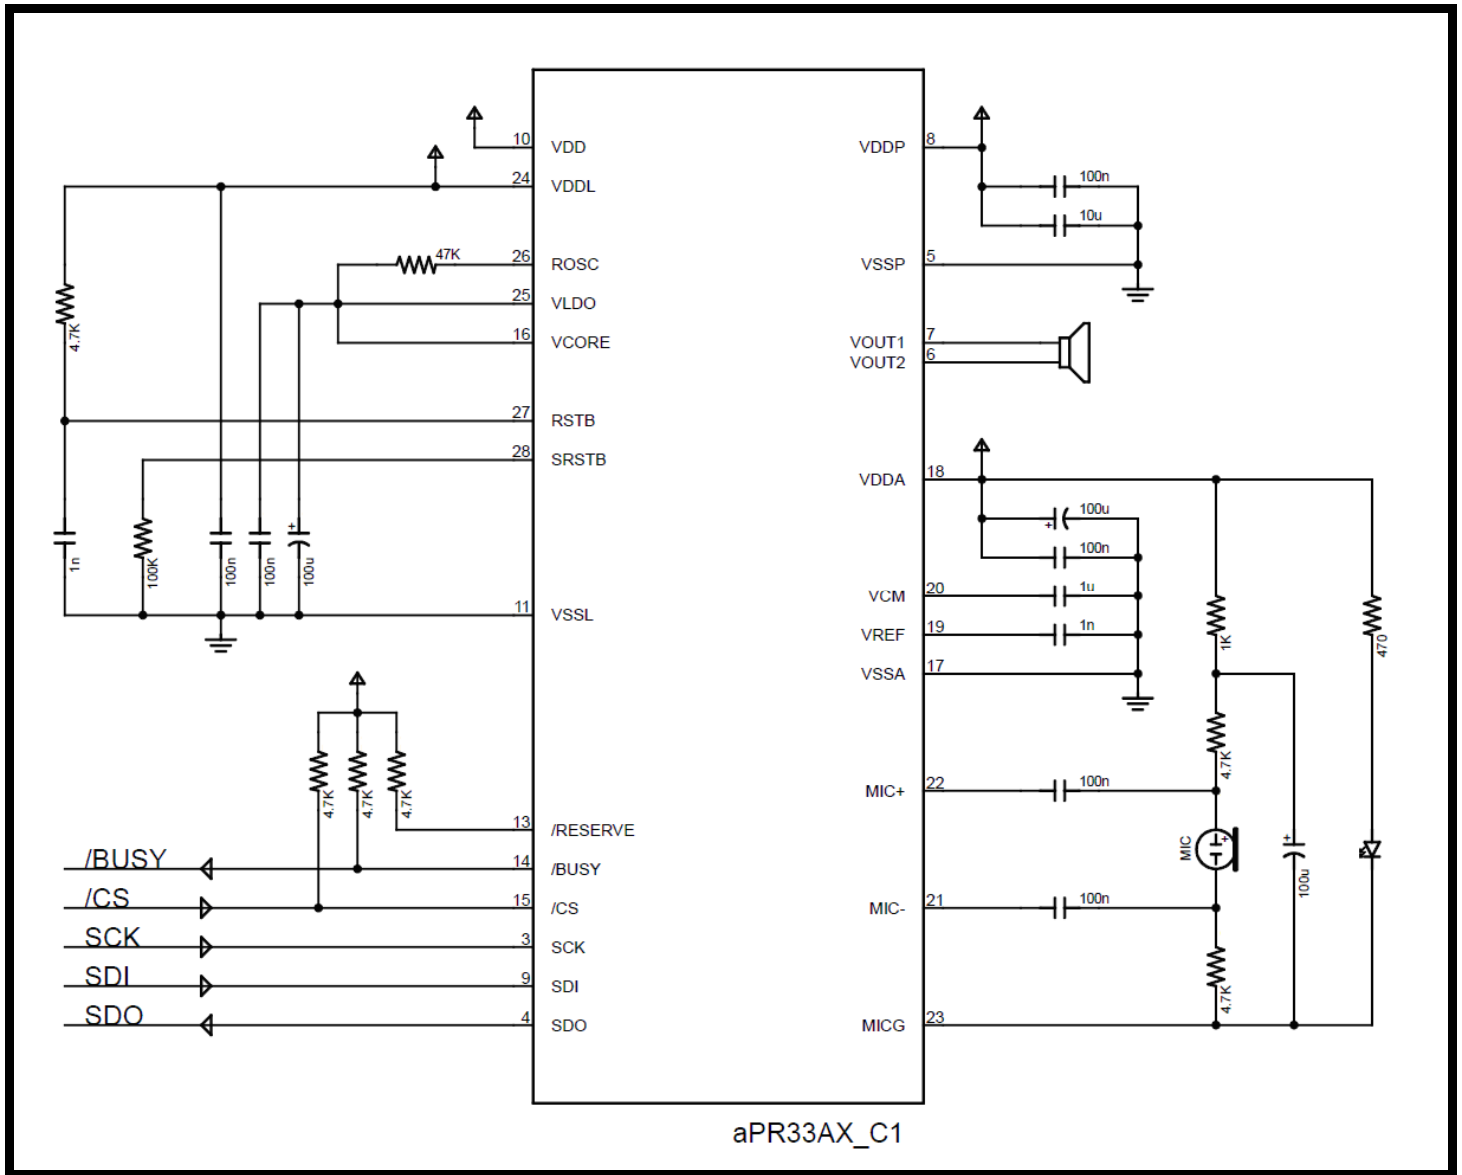 10 VDD
24 VDDL
47K 26 ROSC
25 VLDO
16 VCORE
4.7K
27 RSTB
28 SRSTB
1n
100K
100n
100n
+
100u
11 VSSL
4.7K
4.7K
4.7K
13 /RESERVE
/BUSY 14 /BUSY
/CS 15 /CS
SCK 3 SCK
SDI 9 SDI
SDO 4 SDO
VDDP 8
100n
10u
VSSP 5
VOUT1 7
VOUT2 6
VDDA 18
+ 100u
100n
VCM 20 1u
VREF 19 1n
VSSA 17
1K
470
4.7K
MIC+ 22 100n
MIC +
+
100u
MIC- 21 100n
4.7K
MICG 23
aPR33AX_C1